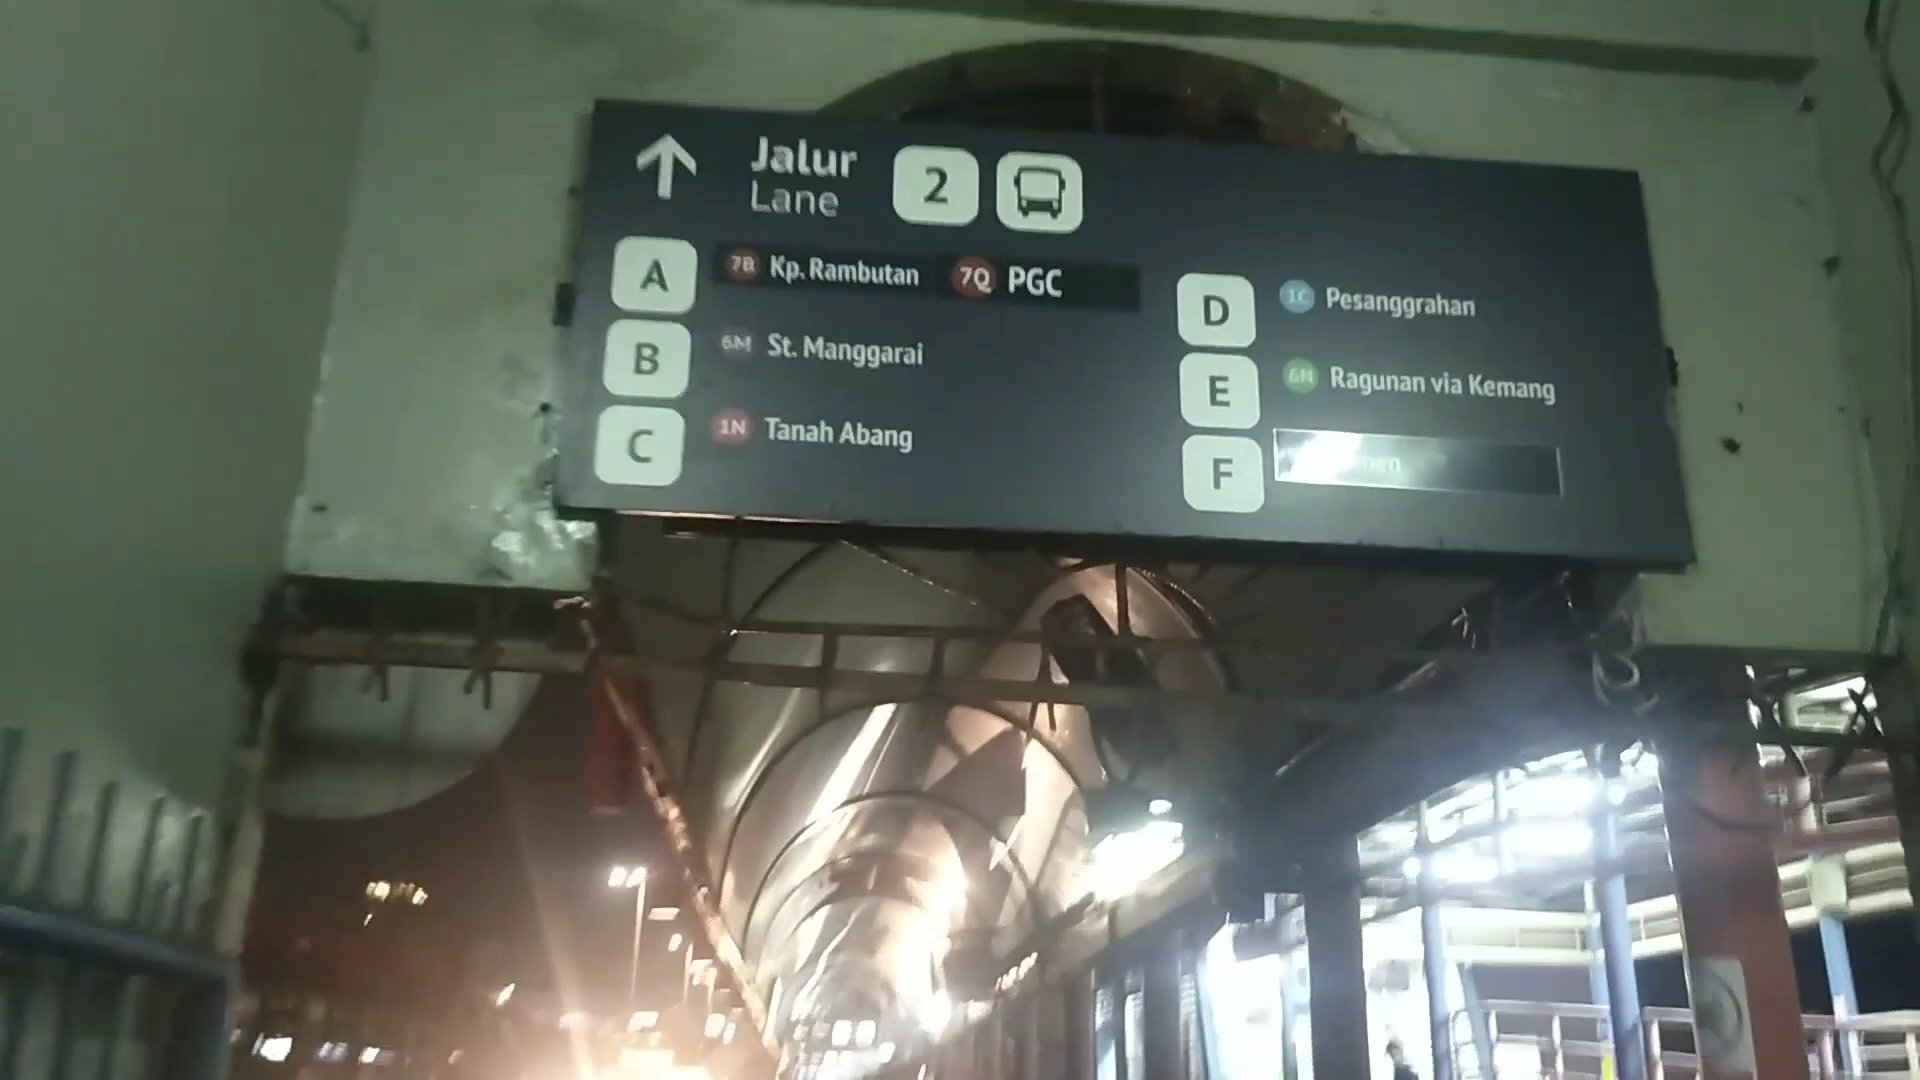 Jalur
Lane
2
A 7B Kp. Rambutan 7Q PGC
B 6M St. Manggarai
C 1N Tanah Abang
D 1C Pesanggrahan
E 6N Ragunan via Kemang
F